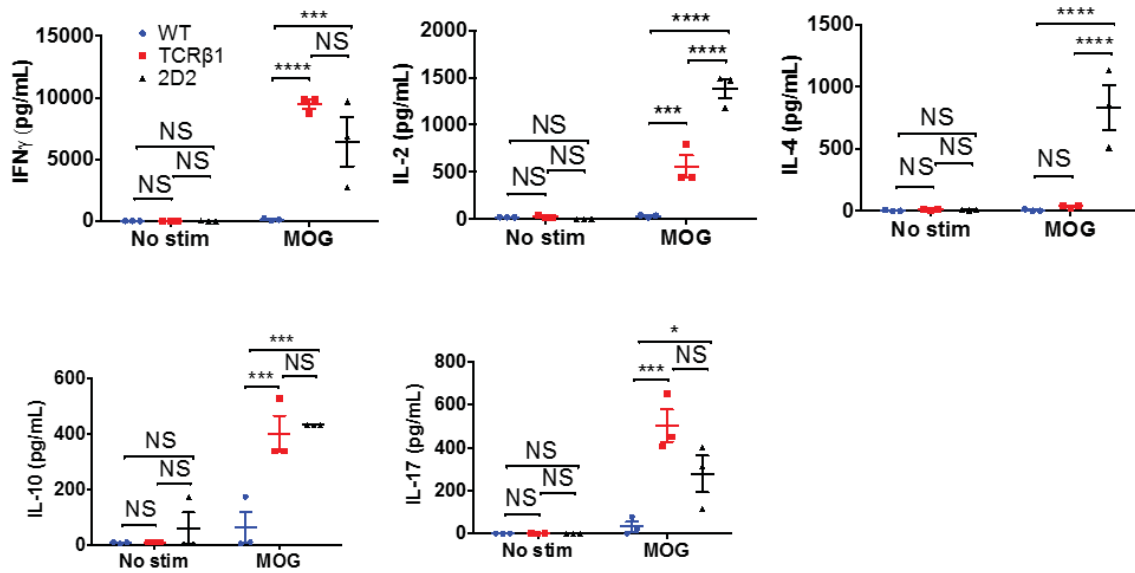 IFNγ (pg/mL)
15000
10000
5000
0
WT
TCRβ1
2D2
NS
NS
NS
***
NS
****
No stim
MOG
IL-2 (pg/mL)
2000
1500
1000
500
0
NS
NS
NS
****
****
***
No stim
MOG
IL-4 (pg/mL)
1500
1000
500
0
NS
NS
NS
****
****
NS
No stim
MOG
IL-10 (pg/mL)
600
400
200
0
NS
NS
NS
***
NS
***
No stim
MOG
IL-17 (pg/mL)
800
600
400
200
0
NS
NS
NS
*
NS
***
No stim
MOG